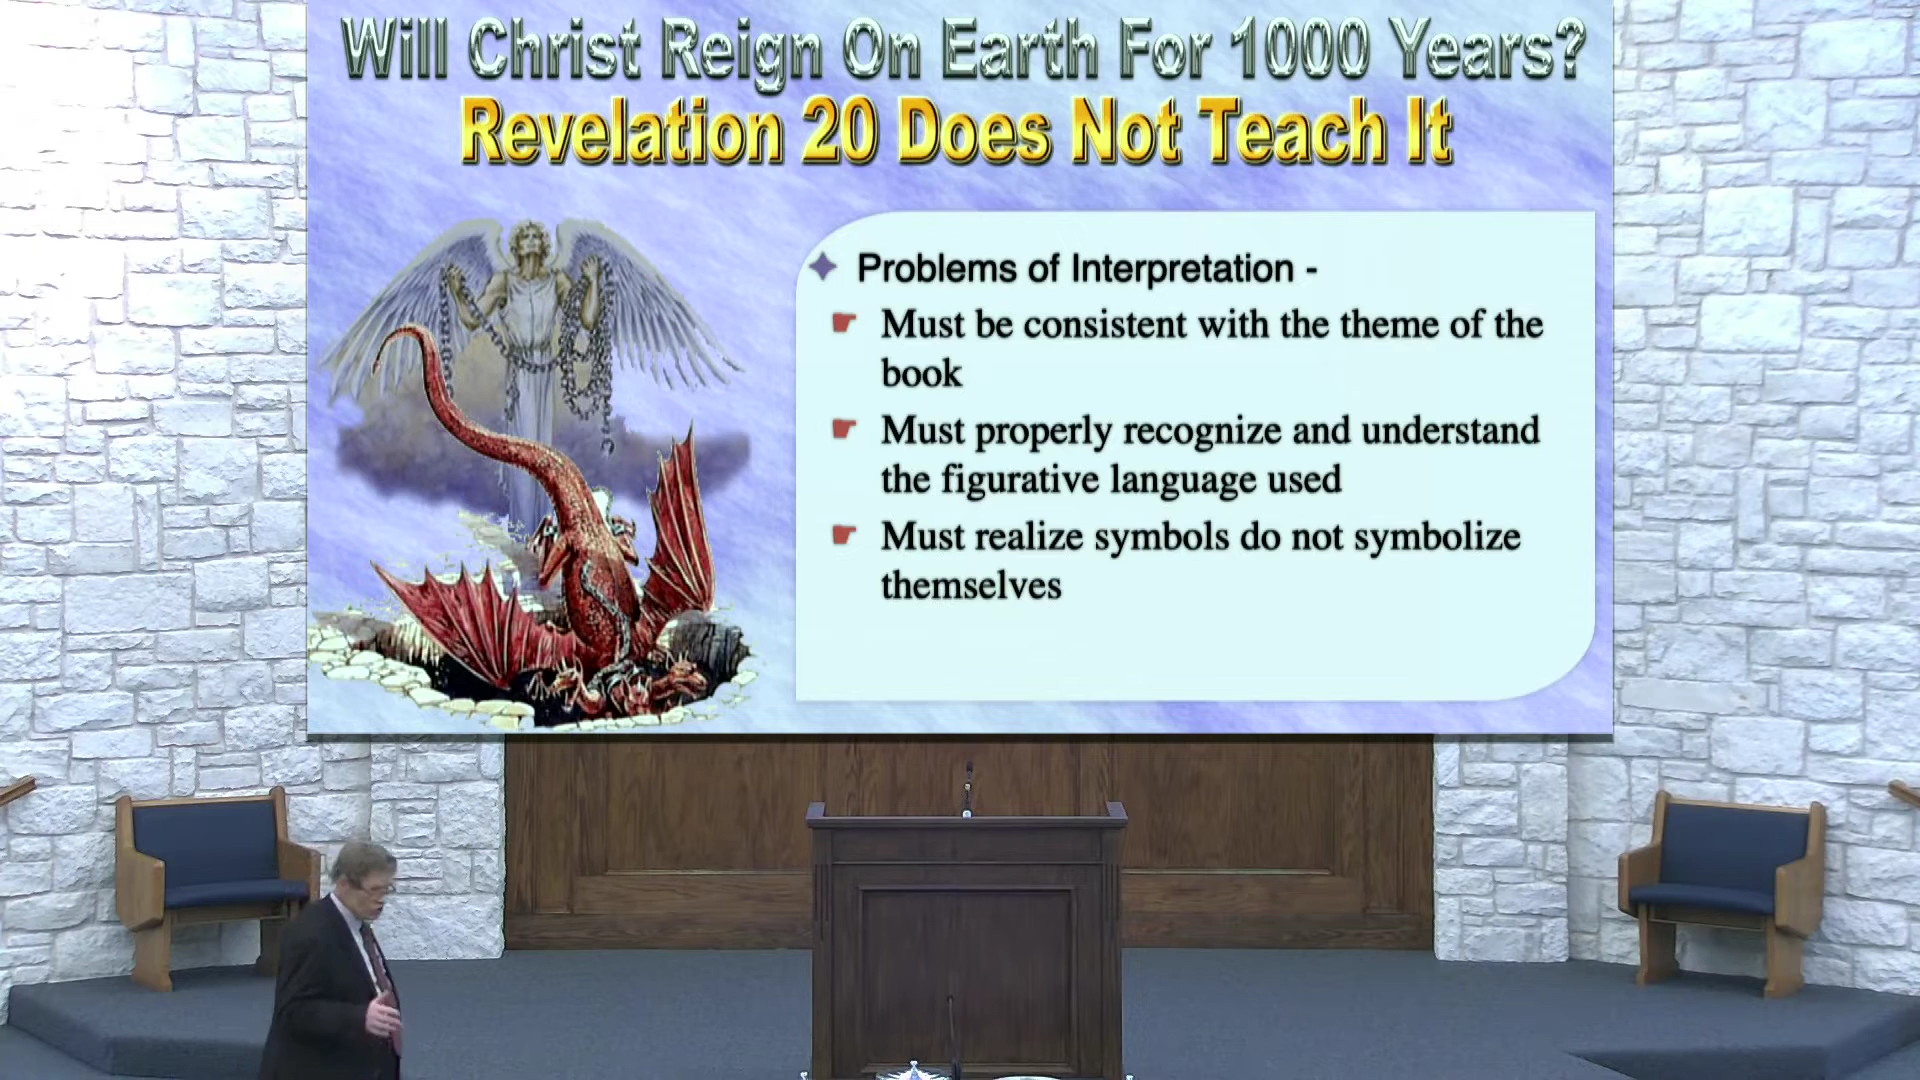 Will Christ Reign On Earth For 1000 Years?
Revelation 20 Does Not Teach It
Problems of Interpretation -
Must be consistent with the theme of the
book
Must properly recognize and understand
the figurative language used
Must realize symbols do not symbolize
themselves